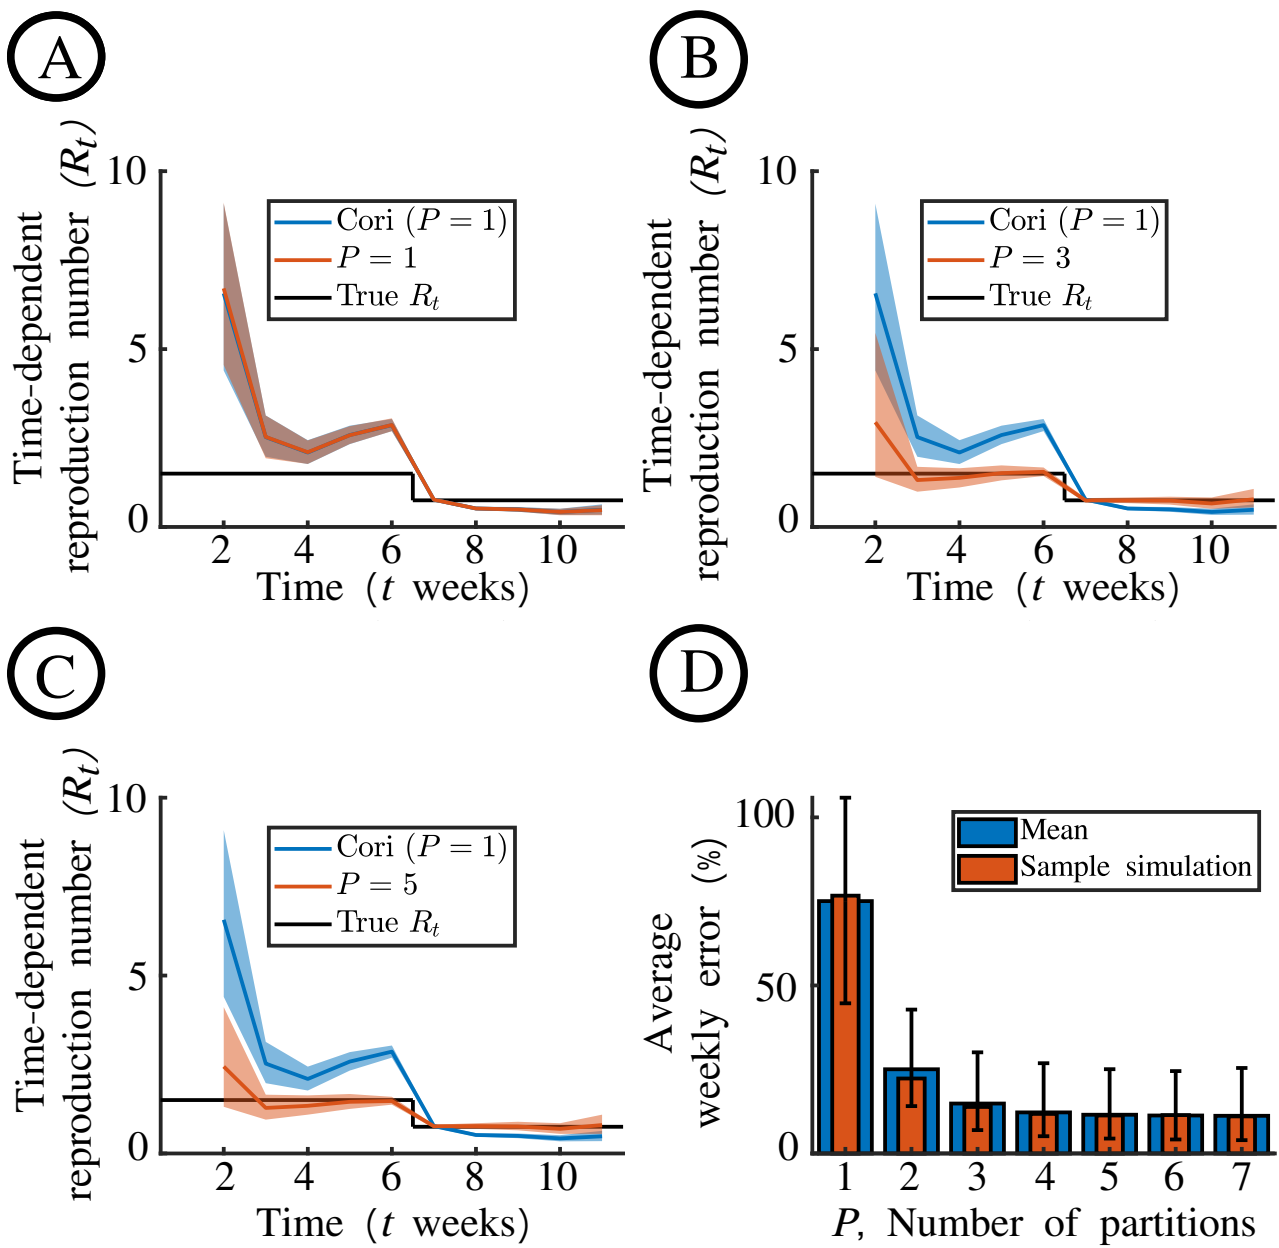 A
Time-dependent
reproduction number (R_t)
10
5
0
Cori (P = 1)
P = 1
True R_t
2 4 6 8 10
Time (t weeks)
B
Time-dependent
reproduction number (R_t)
10
5
0
Cori (P = 1)
P = 3
True R_t
2 4 6 8 10
Time (t weeks)
C
Time-dependent
reproduction number (R_t)
10
5
0
Cori (P = 1)
P = 5
True R_t
2 4 6 8 10
Time (t weeks)
D
Average
weekly error (%)
100
50
0
Mean
Sample simulation
1 2 3 4 5 6 7
P, Number of partitions